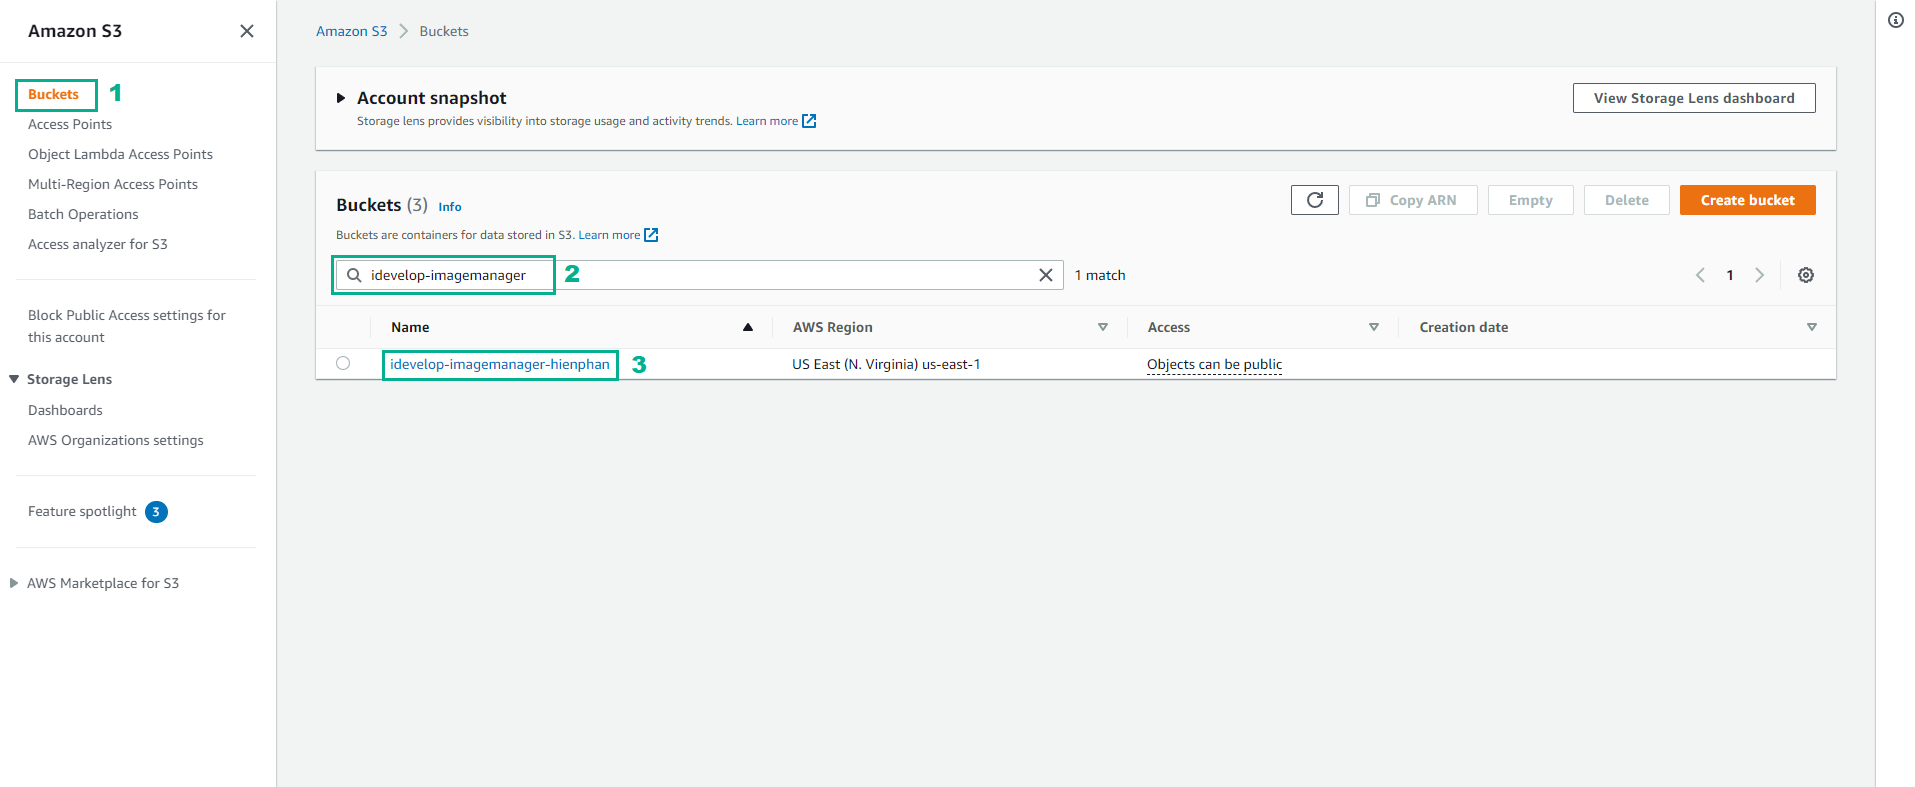 Amazon S3
Buckets 1
Access Points
Object Lambda Access Points
Multi-Region Access Points
Batch Operations
Access analyzer for S3
Block Public Access settings for
this account
Storage Lens
Dashboards
AWS Organizations settings
Feature spotlight 3
AWS Marketplace for S3
Amazon S3 Buckets
Account snapshot
Storage lens provides visibility into storage usage and activity trends. Learn more
View Storage Lens dashboard
Buckets (3) Info
Copy ARN Empty Delete Create bucket
Buckets are containers for data stored in S3. Learn more
idevelop-imagemanager 2 1 match 1
Name AWS Region Access Creation date
idevelop-imagemanager-hienphan 3 US East (N. Virginia) us-east-1 Objects can be public